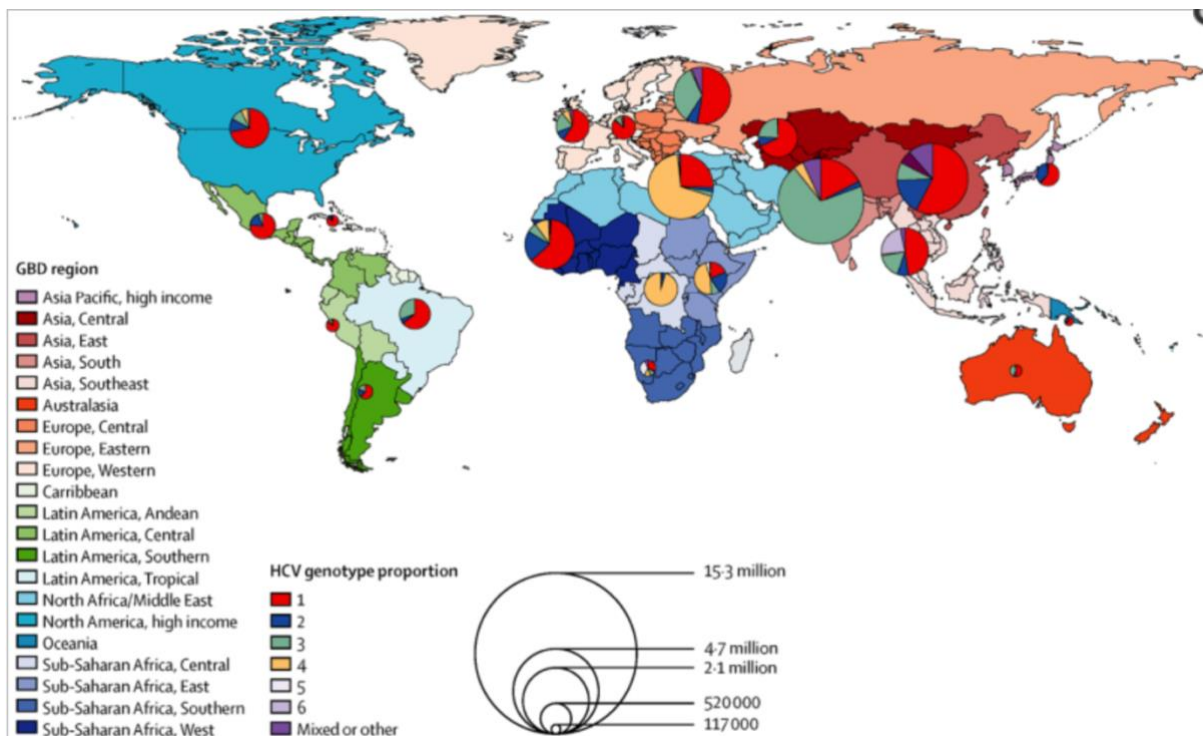 GBD region
Asia Pacific, high income
Asia, Central
Asia, East
Asia, South
Asia, Southeast
Australasia
Europe, Central
Europe, Eastern
Europe, Western
Carribbean
Latin America, Andean
Latin America, Central
Latin America, Southern
Latin America, Tropical
North Africa/Middle East
North America, high income
Oceania
Sub-Saharan Africa, Central
Sub-Saharan Africa, East
Sub-Saharan Africa, Southern
Sub-Saharan Africa, West
HCV genotype proportion
1
2
3
4
5
6
Mixed or other
15·3 million
4·7 million
2·1 million
520 000
117 000